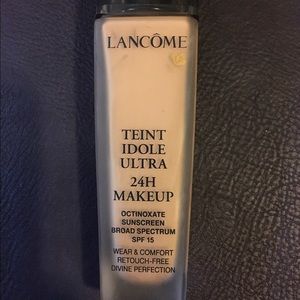 LANCÔME
TEINT
IDOLE
ULTRA
24H
MAKEUP
OCTINOXATE
SUNSCREEN
BROAD SPECTRUM
SPF 15
WEAR & COMFORT
RETOUCH-FREE
DIVINE PERFECTION